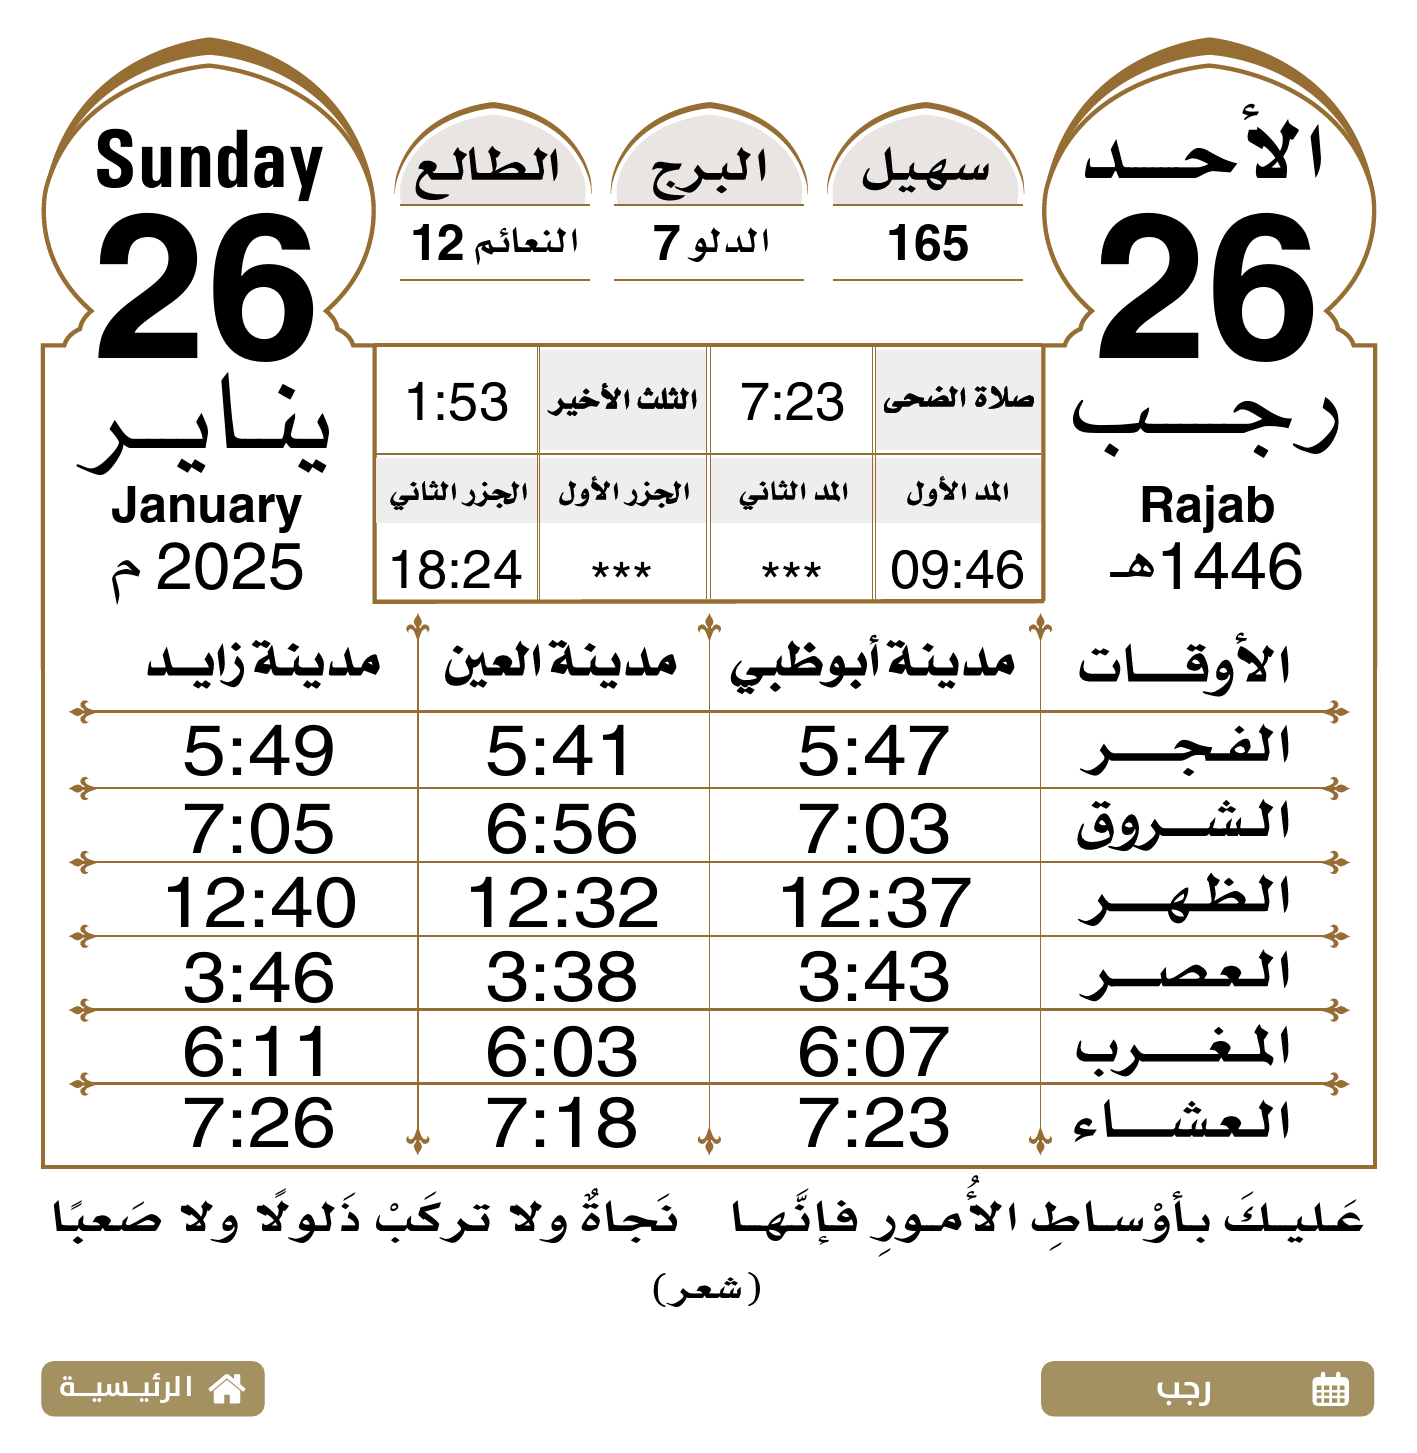 الأحد
26
رجب
Rajab
1446هـ
سهيل
165
البرج
الدلو 7
الطالع
النعائم 12
Sunday
26
يناير
January
2025 م
صلاة الضحى 7:23 الثلث الأخير 1:53
المد الأول المد الثاني الجزر الأول الجزر الثاني
09:46 *** *** 18:24
الأوقات مدينة أبوظبي مدينة العين مدينة زايد
الفجر 5:47 5:41 5:49
الشروق 7:03 6:56 7:05
الظهر 12:37 12:32 12:40
العصر 3:43 3:38 3:46
المغرب 6:07 6:03 6:11
العشاء 7:23 7:18 7:26
عَليكَ بأوْساطِ الأُمورِ فإنَّها نَجاةٌ ولا تركَبْ ذَلولًا ولا صَعبًا
(شعر)
رجب
الرئيسية